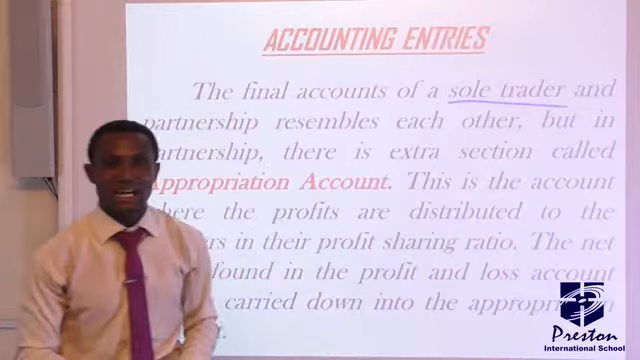 ACCOUNTING ENTRIES
The final accounts of a sole trader and
partnership resembles each other, but in
partnership, there is extra section called
Appropriation Account. This is the account
where the profits are distributed to the
in their profit sharing ratio. The net
found in the profit and loss account
carried down into the
Preston
International School